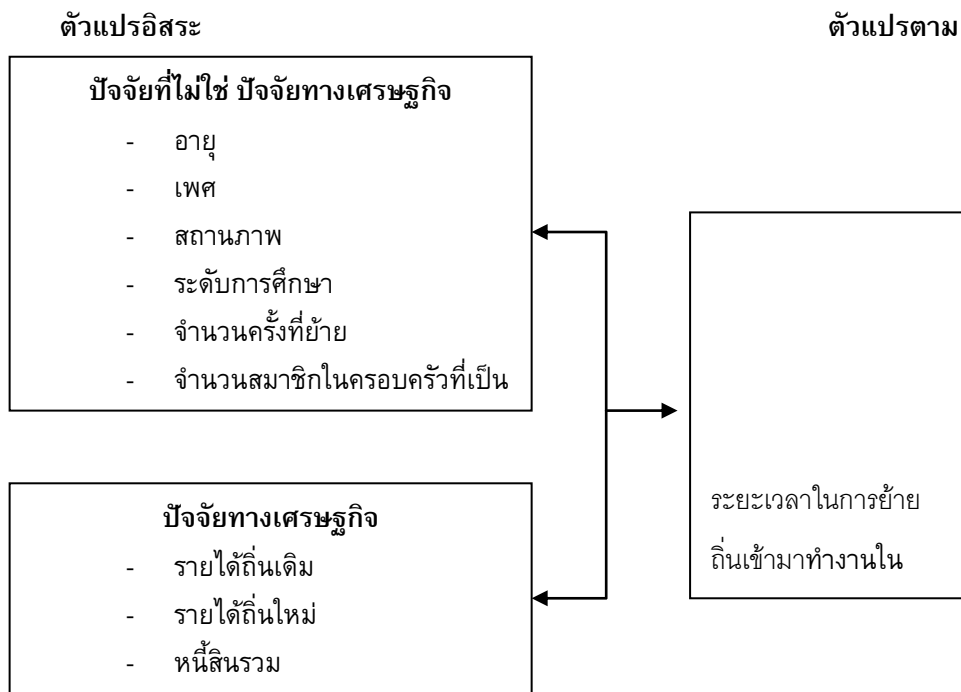 ตัวแปรอิสระ
ตัวแปรตาม
ปัจจัยที่ไม่ใช่ ปัจจัยทางเศรษฐกิจ
- อายุ
- เพศ
- สถานภาพ
- ระดับการศึกษา
- จำนวนครั้งที่ย้าย
- จำนวนสมาชิกในครอบครัวที่เป็น
ปัจจัยทางเศรษฐกิจ
- รายได้ถิ่นเดิม
- รายได้ถิ่นใหม่
- หนี้สินรวม
ระยะเวลาในการย้าย
ถิ่นเข้ามาทำงานใน